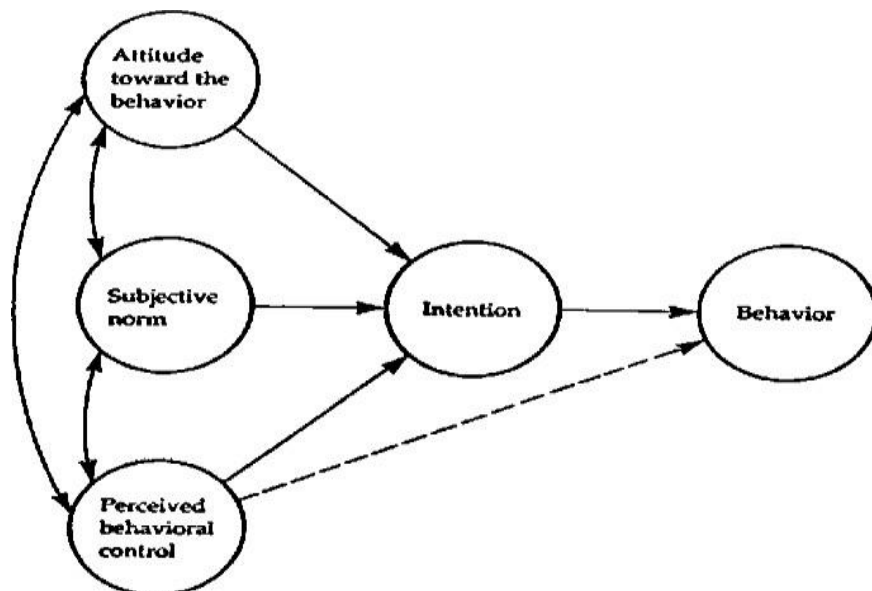 Attitude
toward the
behavior
Subjective
norm
Intention
Behavior
Perceived
behavioral
control